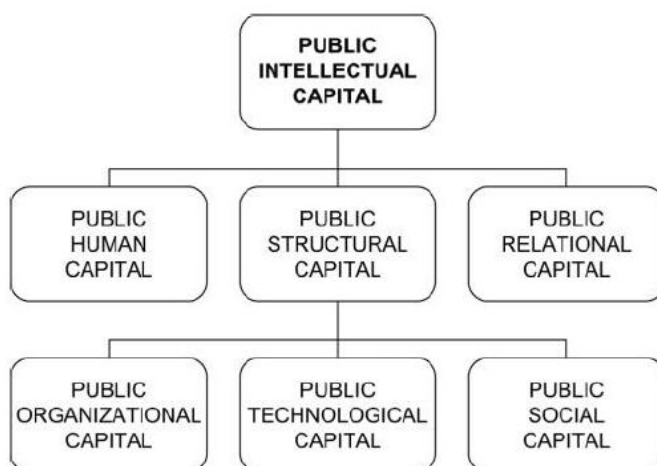 PUBLIC
INTELLECTUAL
CAPITAL
PUBLIC
HUMAN
CAPITAL
PUBLIC
STRUCTURAL
CAPITAL
PUBLIC
RELATIONAL
CAPITAL
PUBLIC
ORGANIZATIONAL
CAPITAL
PUBLIC
TECHNOLOGICAL
CAPITAL
PUBLIC
SOCIAL
CAPITAL